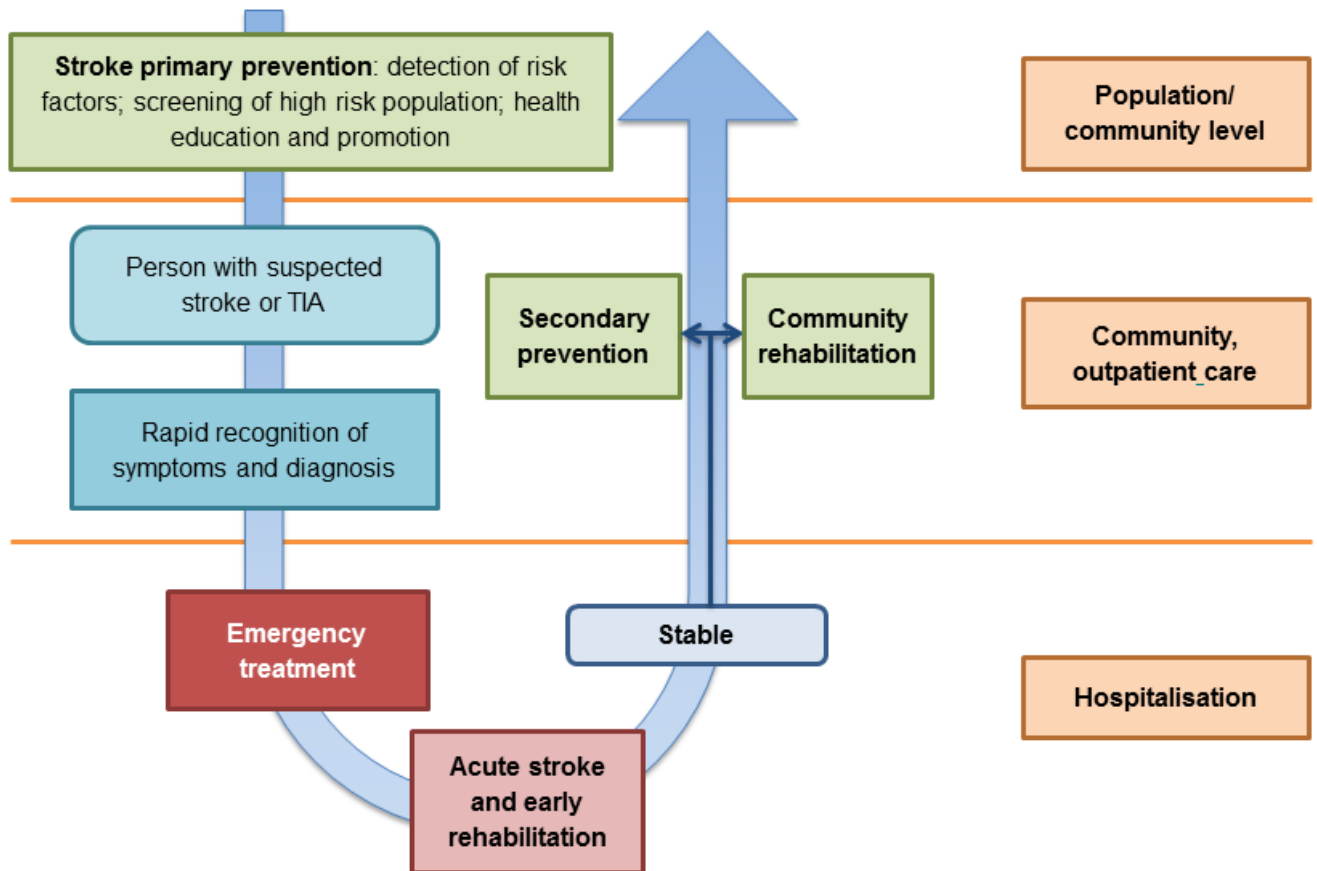 Stroke primary prevention: detection of risk
factors; screening of high risk population; health
education and promotion
Population/
community level
Person with suspected
stroke or TIA
Secondary
prevention
Community
rehabilitation
Community,
outpatient care
Rapid recognition of
symptoms and diagnosis
Emergency
treatment
Stable
Hospitalisation
Acute stroke
and early
rehabilitation